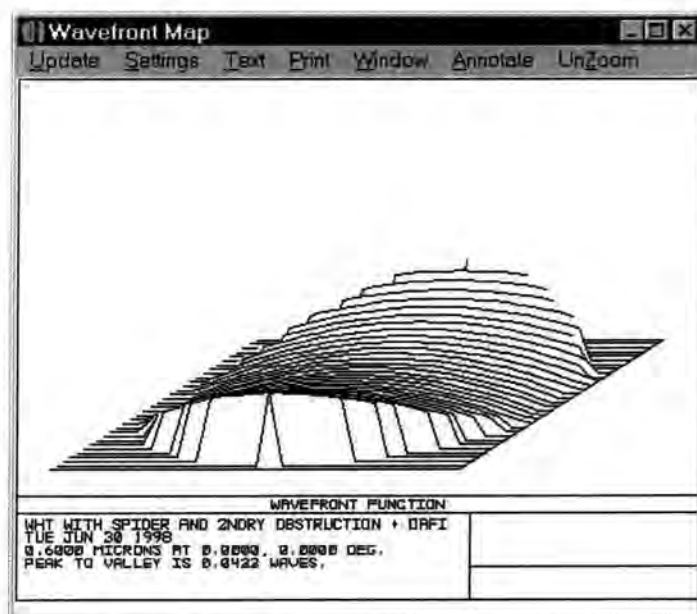 Wavefront Map
Update Settings Text Print Window Annotate UnZoom
WAVEFRONT FUNCTION
WHT WITH SPIDER AND 2NDRY OBSTRUCTION + OAFI
TUE JUN 30 1998
0.6000 MICRONS AT 0.0000, 0.0000 DEG.
PEAK TO VALLEY IS 0.0422 WAVES.